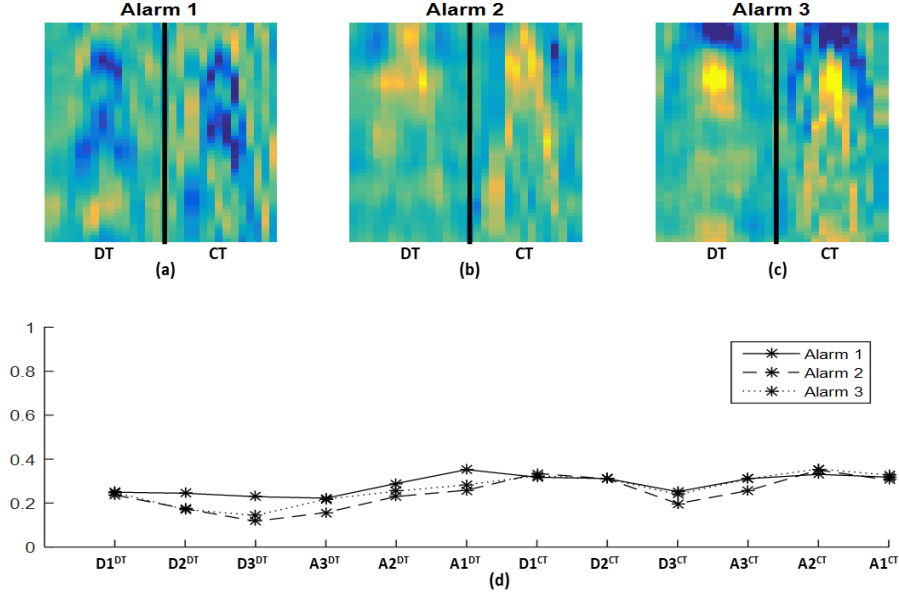 Alarm 1 Alarm 2 Alarm 3
DT CT DT CT DT CT
(a) (b) (c)
1
0.8
0.6
0.4
0.2
0
Alarm 1
Alarm 2
Alarm 3
D1ᴰᵀ D2ᴰᵀ D3ᴰᵀ A3ᴰᵀ A2ᴰᵀ A1ᴰᵀ D1ᶜᵀ D2ᶜᵀ D3ᶜᵀ A3ᶜᵀ A2ᶜᵀ A1ᶜᵀ
(d)